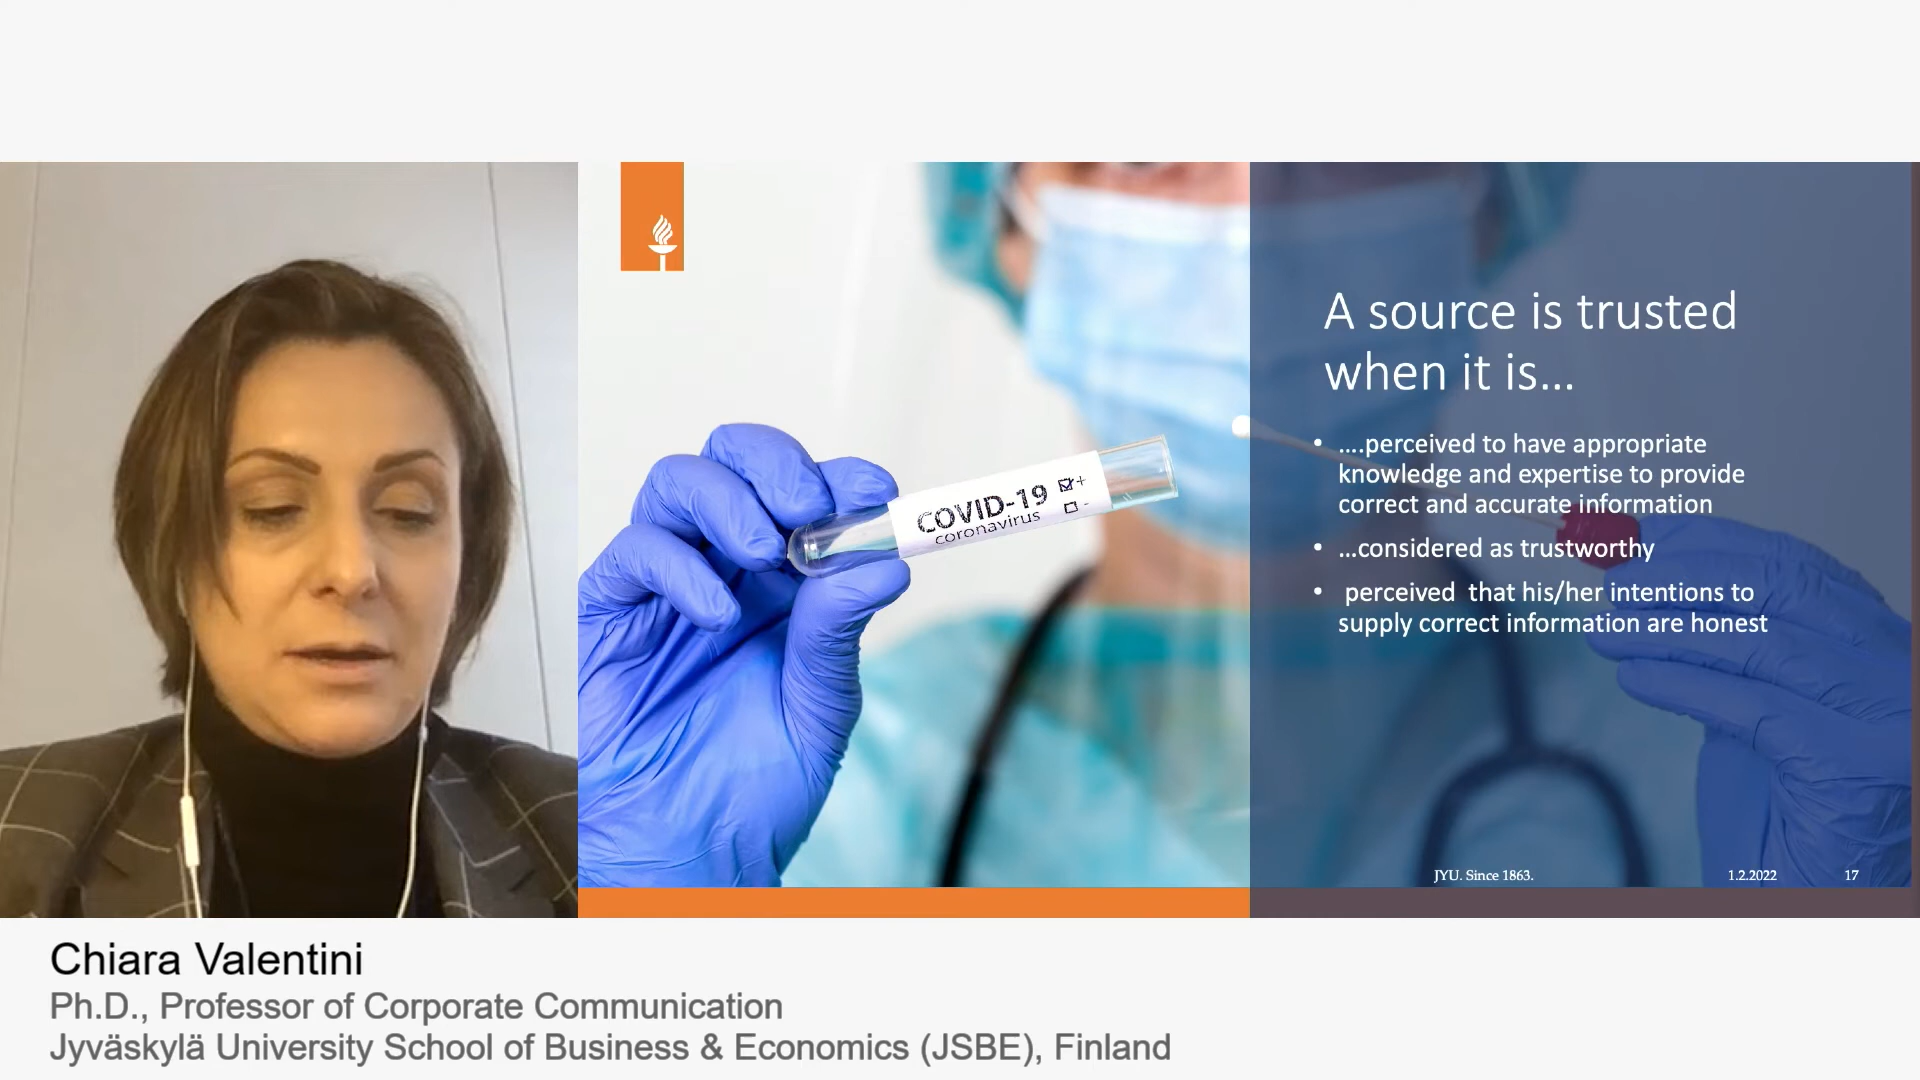 COVID-19 +
coronavirus -
A source is trusted
when it is...
• ....perceived to have appropriate
knowledge and expertise to provide
correct and accurate information
• ...considered as trustworthy
• perceived that his/her intentions to
supply correct information are honest
JYU. Since 1863. 1.2.2022 17
Chiara Valentini
Ph.D., Professor of Corporate Communication
Jyväskylä University School of Business & Economics (JSBE), Finland